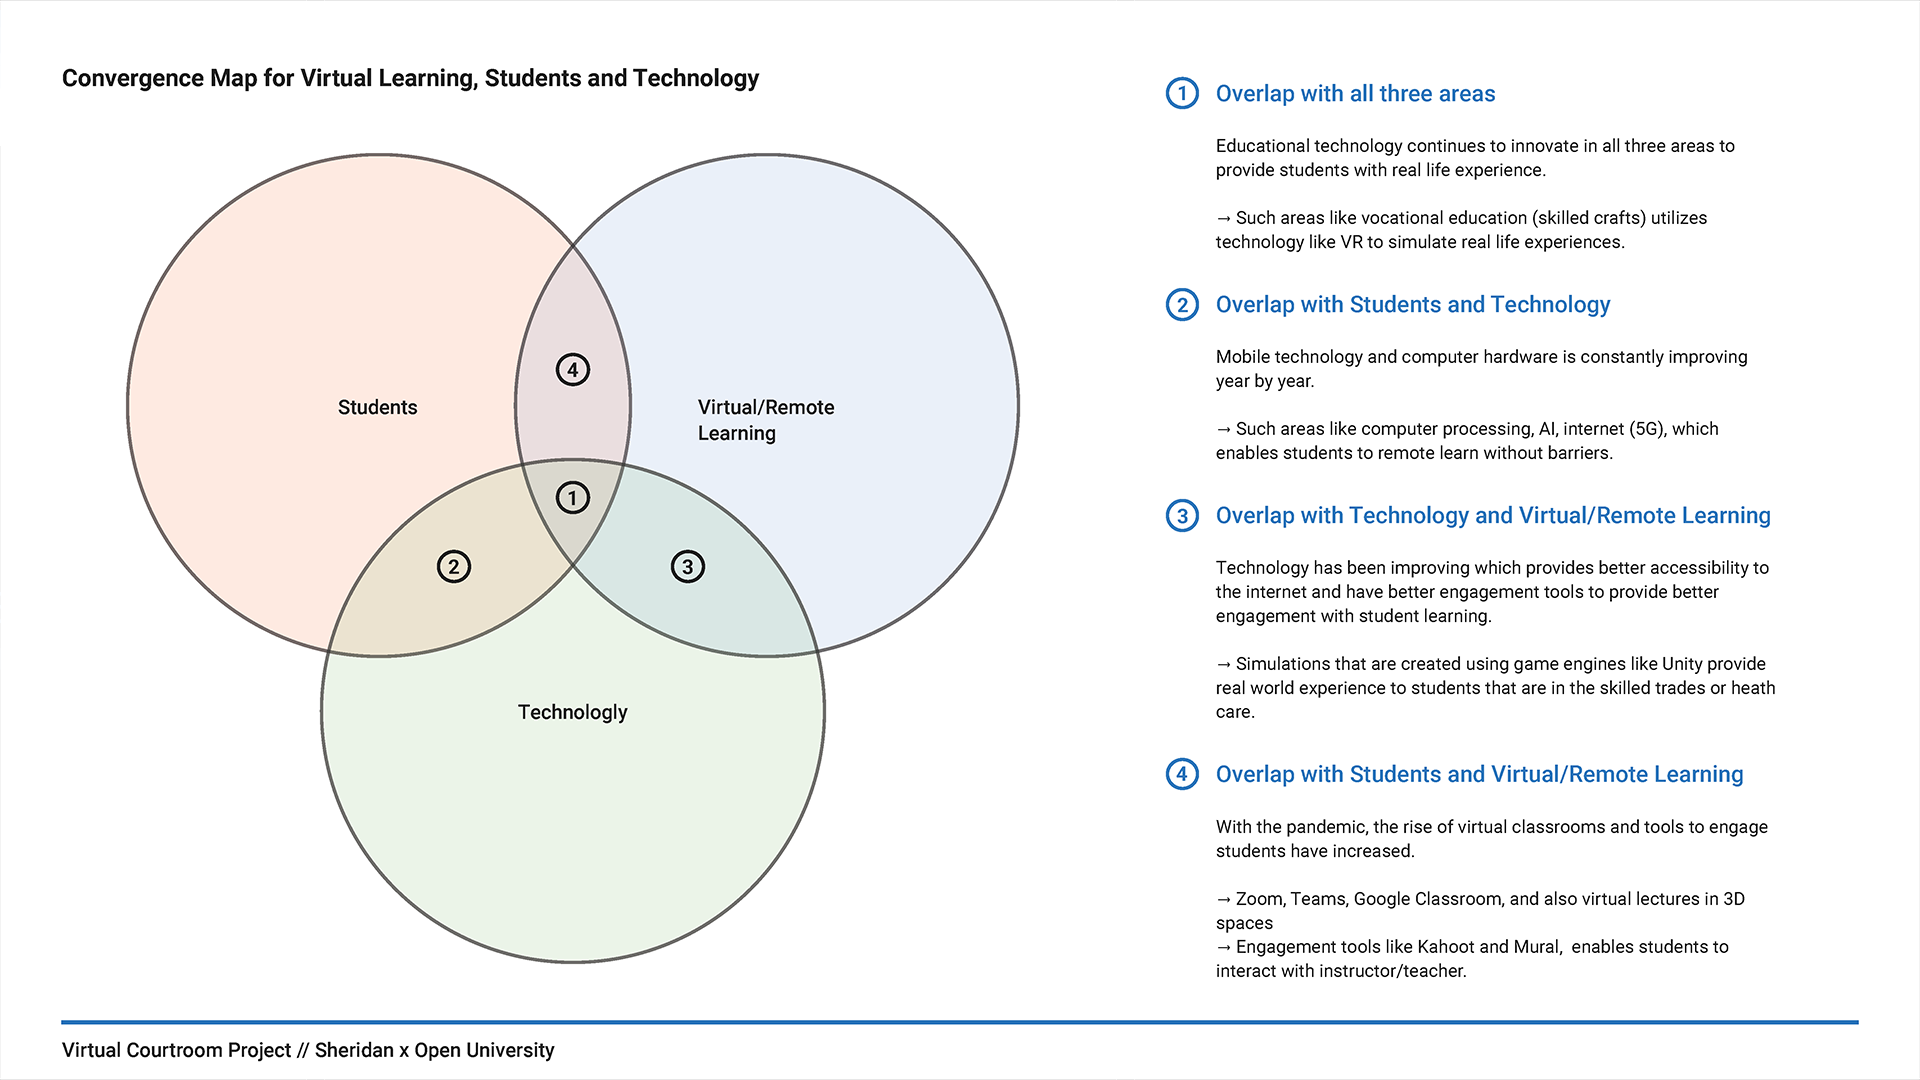 Convergence Map for Virtual Learning, Students and Technology
Students
Virtual/Remote
Learning
Technologly
4
1
2
3
1 Overlap with all three areas
Educational technology continues to innovate in all three areas to
provide students with real life experience.
→ Such areas like vocational education (skilled crafts) utilizes
technology like VR to simulate real life experiences.
2 Overlap with Students and Technology
Mobile technology and computer hardware is constantly improving
year by year.
→ Such areas like computer processing, AI, internet (5G), which
enables students to remote learn without barriers.
3 Overlap with Technology and Virtual/Remote Learning
Technology has been improving which provides better accessibility to
the internet and have better engagement tools to provide better
engagement with student learning.
→ Simulations that are created using game engines like Unity provide
real world experience to students that are in the skilled trades or heath
care.
4 Overlap with Students and Virtual/Remote Learning
With the pandemic, the rise of virtual classrooms and tools to engage
students have increased.
→ Zoom, Teams, Google Classroom, and also virtual lectures in 3D
spaces
→ Engagement tools like Kahoot and Mural,  enables students to
interact with instructor/teacher.
Virtual Courtroom Project // Sheridan x Open University